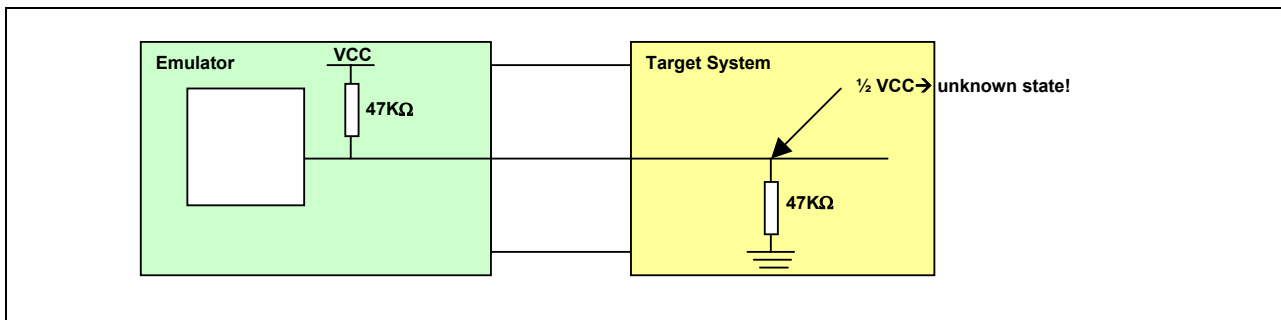 Emulator
VCC
47KΩ
Target System
½ VCC→ unknown state!
47KΩ